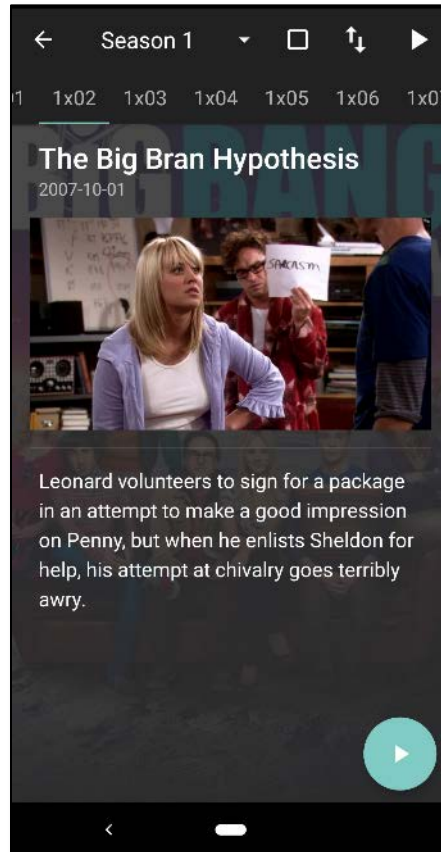 Season 1
1x02 1x03 1x04 1x05 1x06
BIG BANG
The Big Bran Hypothesis
2007-10-01
SARCASM
Leonard volunteers to sign for a package
in an attempt to make a good impression
on Penny, but when he enlists Sheldon for
help, his attempt at chivalry goes terribly
awry.